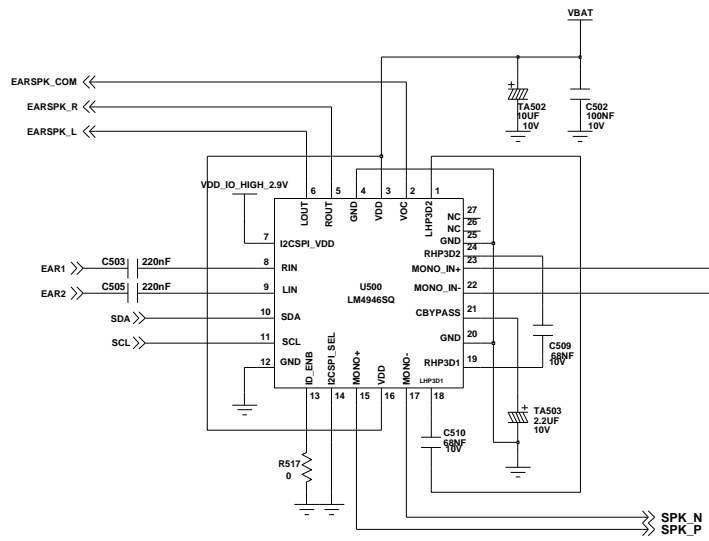 VBAT
EARSPK_COM
EARSPK_R
EARSPK_L
TA502
10UF
10V
C502
100NF
10V
VDD_IO_HIGH_2.9V
6
5
4
3
2
1
LOUT
ROUT
GND
VDD
VOC
LHP3D2
27
NC
26
NC
25
GND
24
RHP3D2
7
I2CSPI_VDD
23
MONO_IN+
EAR1
C503
220nF
8
RIN
U500
LM4946SQ
22
MONO_IN-
EAR2
C505
220nF
9
LIN
21
CBYPASS
SDA
10
SDA
SCL
11
SCL
20
GND
C509
68NF
10V
12
GND
ID_ENB
I2CSPI_SEL
MONO+
VDD
MONO-
LHP3D1
RHP3D1
19
13
14
15
16
17
18
TA503
2.2UF
10V
C510
68NF
10V
R517
0
SPK_N
SPK_P